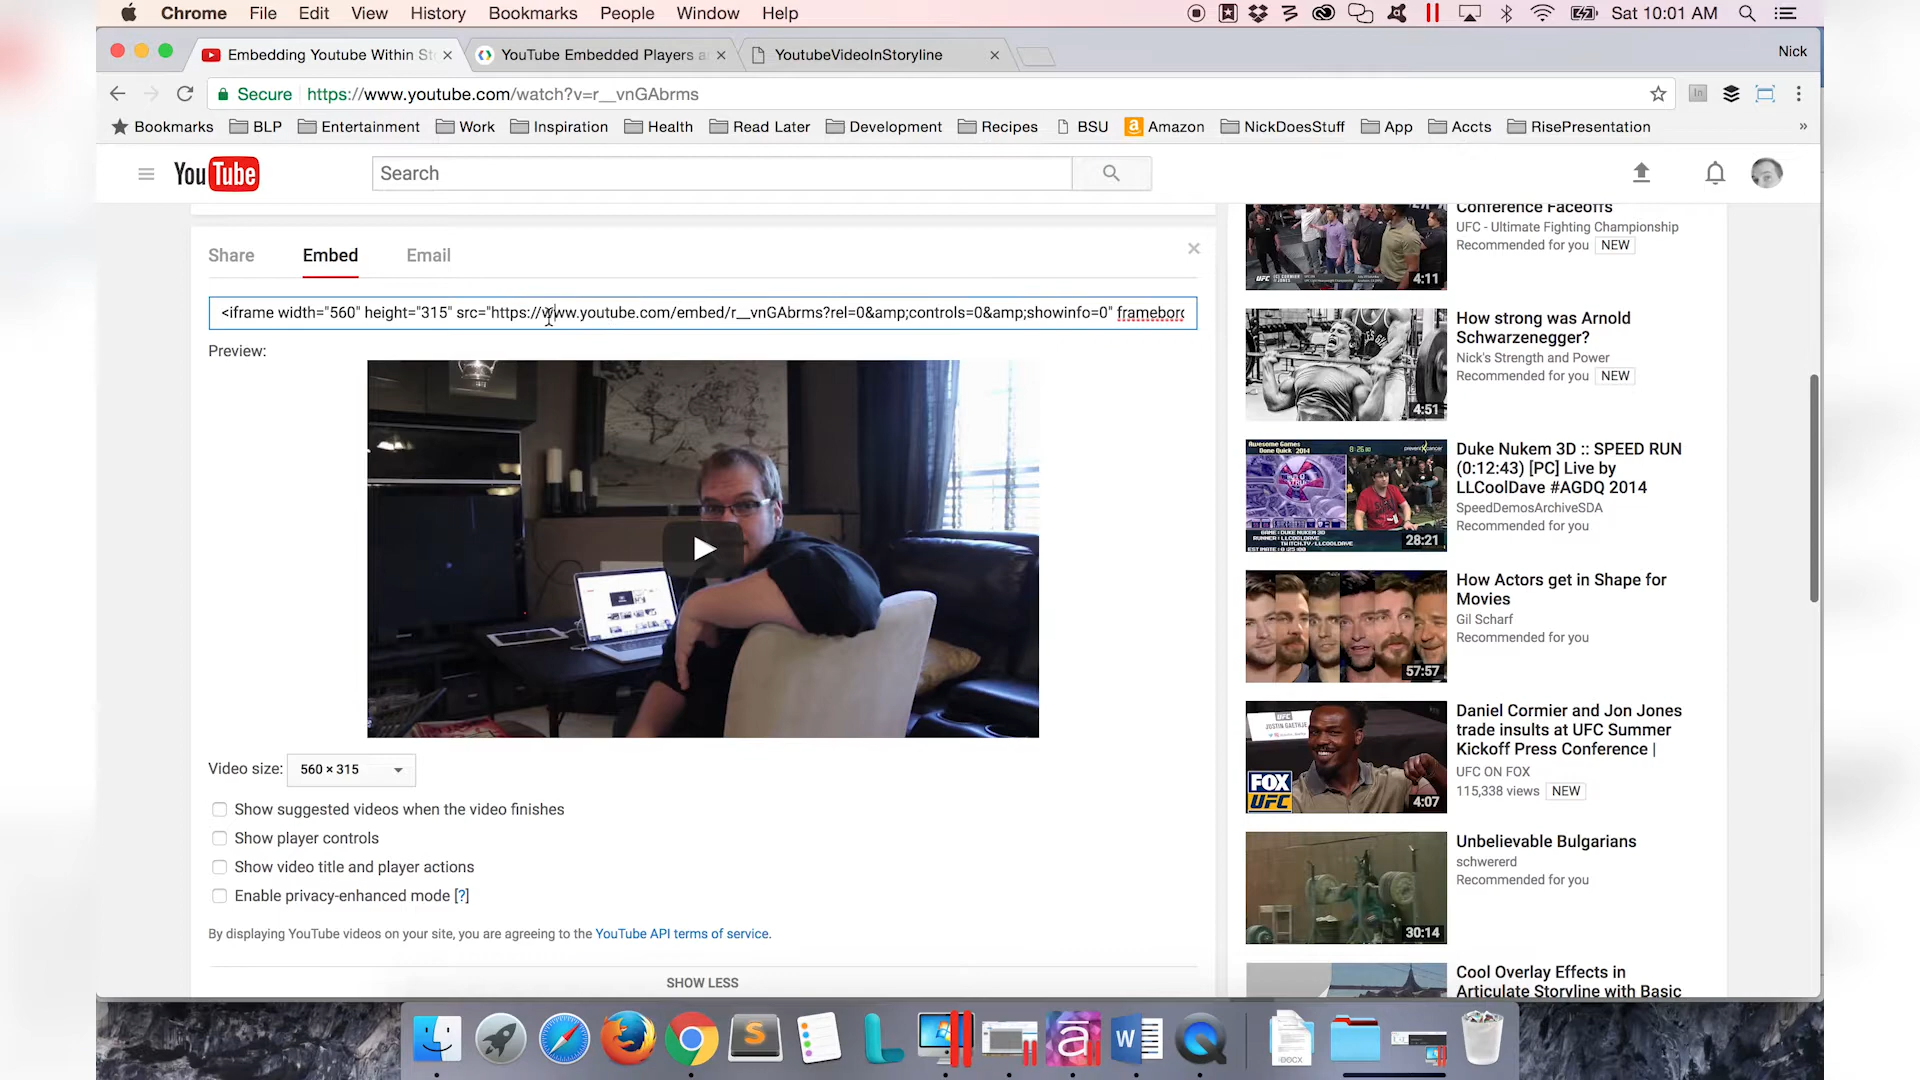 Chrome File Edit View History Bookmarks People Window Help
Sat 10:01 AM
Embedding Youtube Within St
YouTube Embedded Players a
YoutubeVideoInStoryline
Nick
Secure https://www.youtube.com/watch?v=r__vnGAbrms
Bookmarks BLP Entertainment Work Inspiration Health Read Later Development Recipes BSU Amazon NickDoesStuff App Accts RisePresentation
YouTube
Search
Share Embed Email
<iframe width="560" height="315" src="https://www.youtube.com/embed/r__vnGAbrms?rel=0&amp;controls=0&amp;showinfo=0" framebor
Preview:
Video size: 560 × 315
Show suggested videos when the video finishes
Show player controls
Show video title and player actions
Enable privacy-enhanced mode [?]
By displaying YouTube videos on your site, you are agreeing to the YouTube API terms of service.
SHOW LESS
Conference Faceoffs
UFC - Ultimate Fighting Championship
Recommended for you NEW
4:11
How strong was Arnold
Schwarzenegger?
Nick's Strength and Power
Recommended for you NEW
4:51
Duke Nukem 3D :: SPEED RUN
(0:12:43) [PC] Live by
LLCoolDave #AGDQ 2014
SpeedDemosArchiveSDA
Recommended for you
28:21
How Actors get in Shape for
Movies
Gil Scharf
Recommended for you
57:57
Daniel Cormier and Jon Jones
trade insults at UFC Summer
Kickoff Press Conference |
UFC ON FOX
115,338 views NEW
FOX
UFC
4:07
Unbelievable Bulgarians
schwererd
Recommended for you
30:14
Cool Overlay Effects in
Articulate Storyline with Basic
DOCX